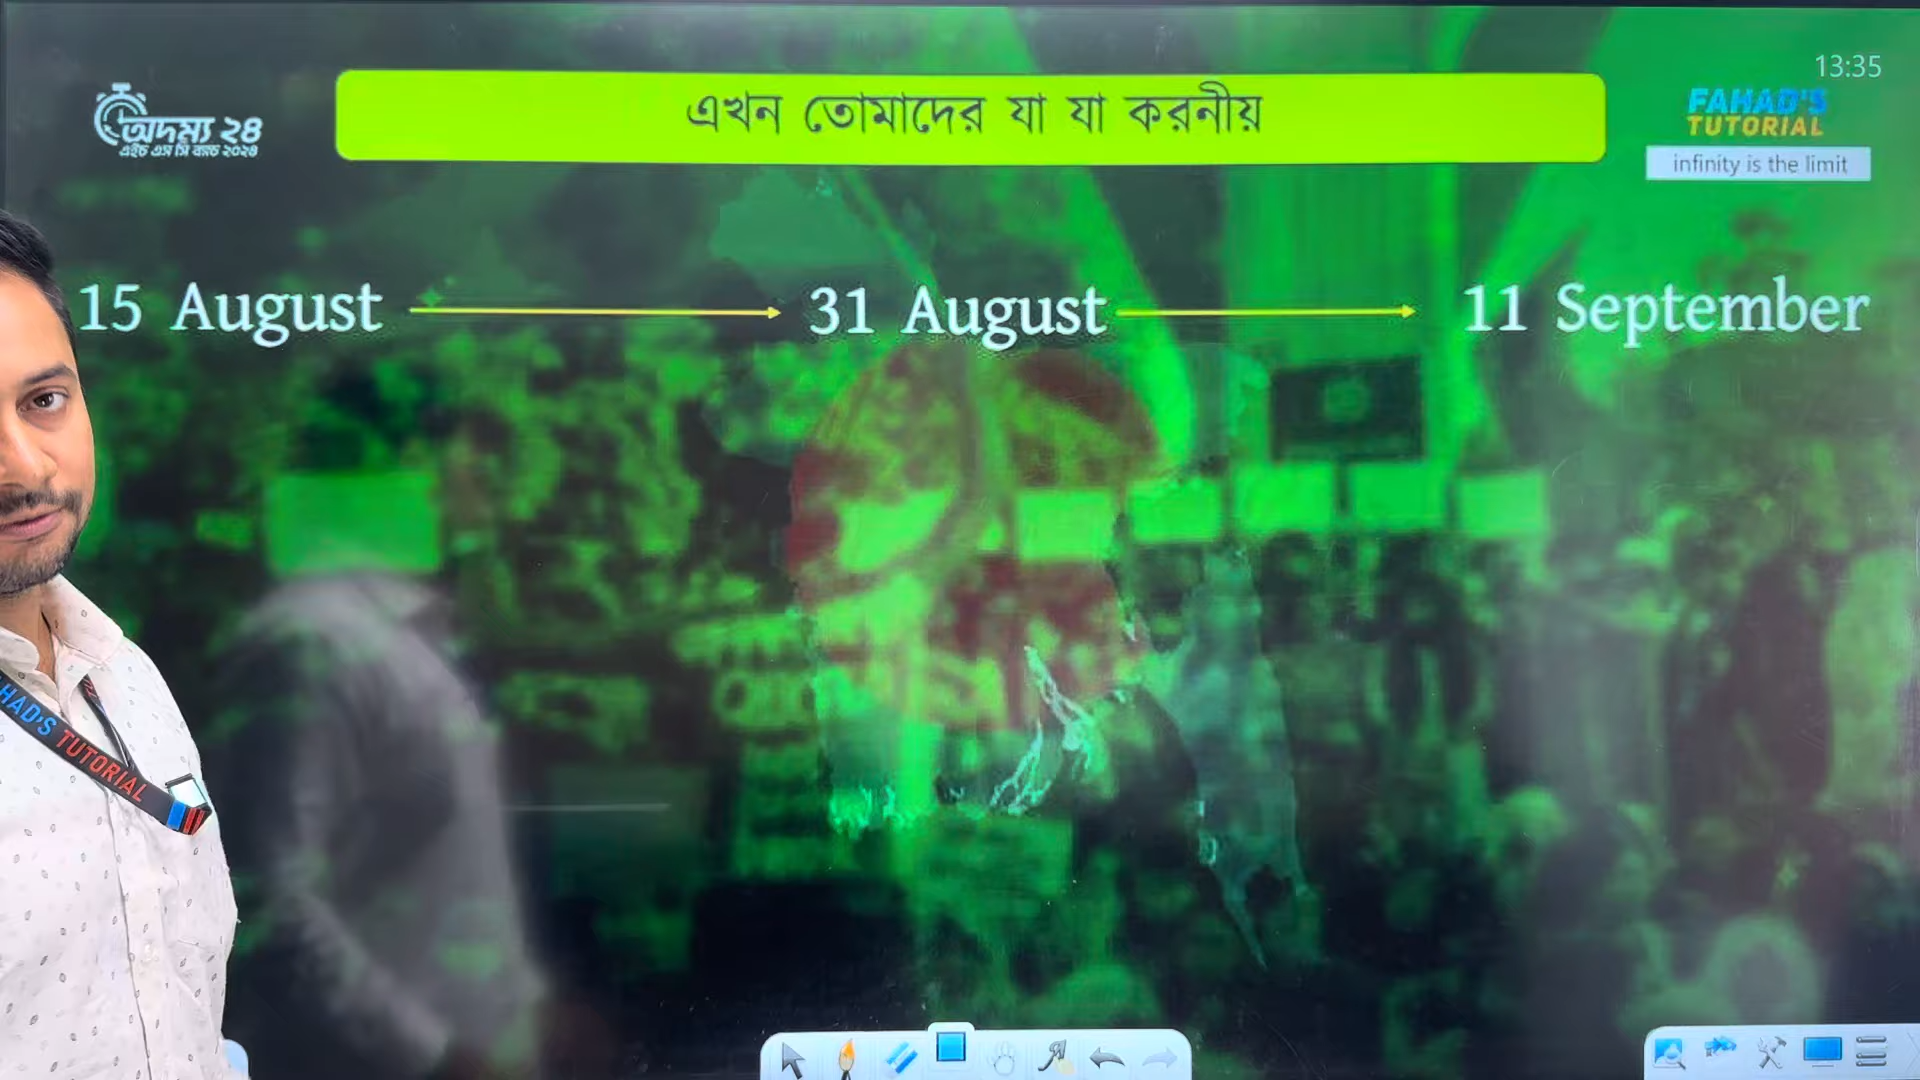 13:35
অদম্য ২৪
এইচ এস সি ব্যাচ ২০২৪
এখন তোমাদের যা যা করনীয়
FAHAD'S
TUTORIAL
infinity is the limit
15 August
31 August
11 September
HAD'S TUTORIAL